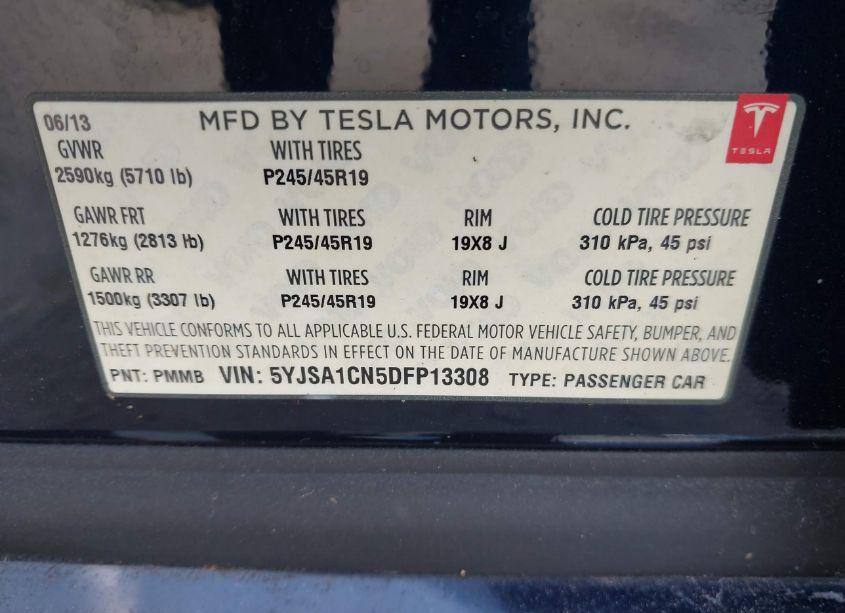 06/13 MFD BY TESLA MOTORS, INC.
TESLA
GVWR WITH TIRES
2590kg (5710 lb) P245/45R19
GAWR FRT WITH TIRES RIM COLD TIRE PRESSURE
1276kg (2813 lb) P245/45R19 19X8 J 310 kPa, 45 psi
GAWR RR WITH TIRES RIM COLD TIRE PRESSURE
1500kg (3307 lb) P245/45R19 19X8 J 310 kPa, 45 psi
THIS VEHICLE CONFORMS TO ALL APPLICABLE U.S. FEDERAL MOTOR VEHICLE SAFETY, BUMPER, AND
THEFT PREVENTION STANDARDS IN EFFECT ON THE DATE OF MANUFACTURE SHOWN ABOVE.
PNT: PMMB VIN: 5YJSA1CN5DFP13308 TYPE: PASSENGER CAR